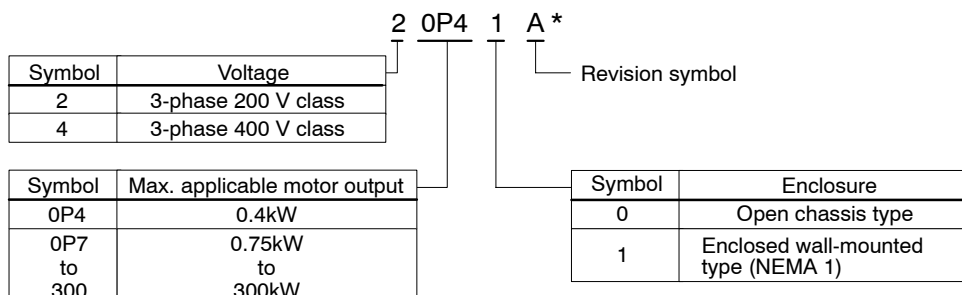 2 0P4 1 A*
Revision symbol
Symbol Voltage
2 3-phase 200 V class
4 3-phase 400 V class
Symbol Max. applicable motor output
0P4 0.4kW
0P7 0.75kW
to to
300 300kW
Symbol Enclosure
0 Open chassis type
1 Enclosed wall-mounted
type (NEMA 1)